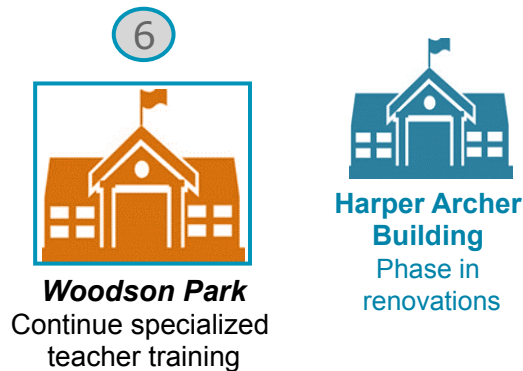 6
Woodson Park
Continue specialized
teacher training
Harper Archer
Building
Phase in
renovations